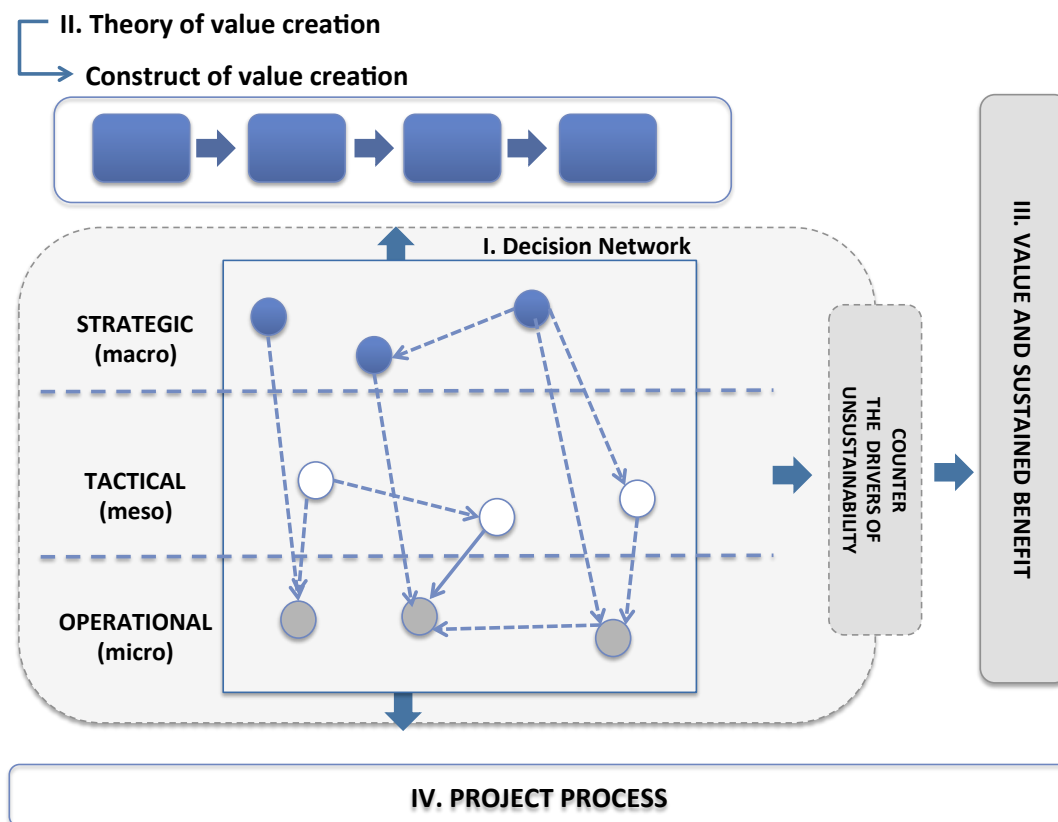 II. Theory of value creation
Construct of value creation
I. Decision Network
STRATEGIC
(macro)
TACTICAL
(meso)
OPERATIONAL
(micro)
COUNTER
THE DRIVERS OF
UNSUSTAINABILITY
III. VALUE AND SUSTAINED BENEFIT
IV. PROJECT PROCESS